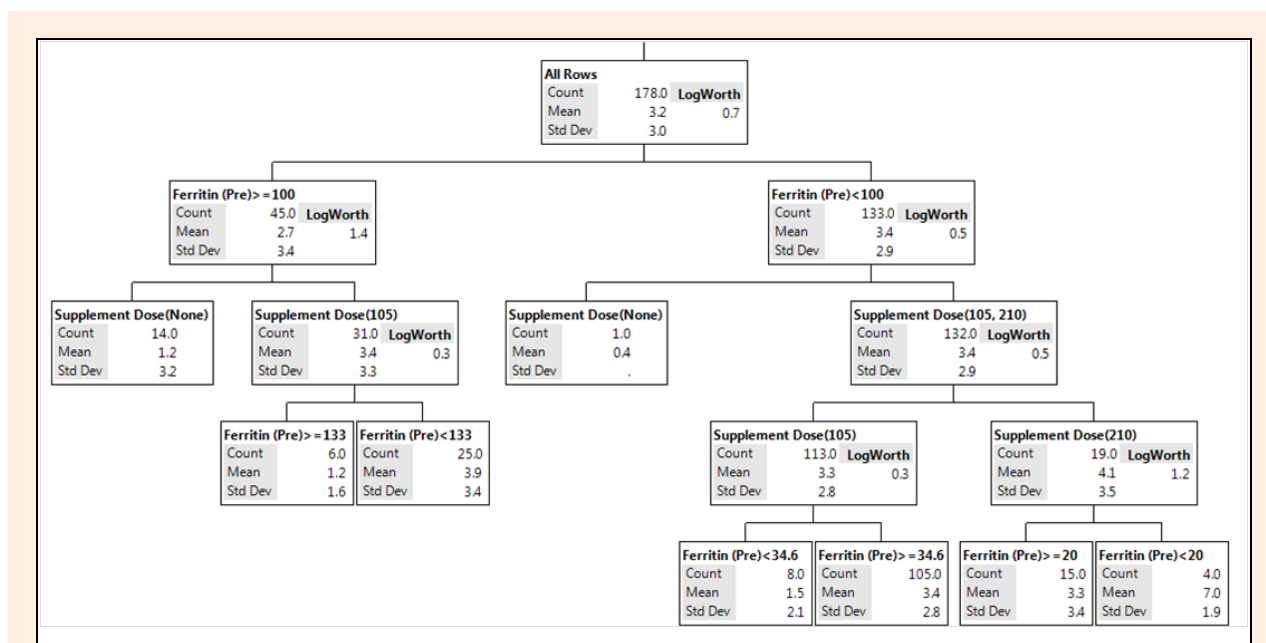 All Rows
Count 178.0 LogWorth
Mean 3.2 0.7
Std Dev 3.0
Ferritin (Pre)>=100
Count 45.0 LogWorth
Mean 2.7 1.4
Std Dev 3.4
Ferritin (Pre)<100
Count 133.0 LogWorth
Mean 3.4 0.5
Std Dev 2.9
Supplement Dose(None)
Count 14.0
Mean 1.2
Std Dev 3.2
Supplement Dose(105)
Count 31.0 LogWorth
Mean 3.4 0.3
Std Dev 3.3
Supplement Dose(None)
Count 1.0
Mean 0.4
Std Dev .
Supplement Dose(105, 210)
Count 132.0 LogWorth
Mean 3.4 0.5
Std Dev 2.9
Ferritin (Pre)>=133
Count 6.0
Mean 1.2
Std Dev 1.6
Ferritin (Pre)<133
Count 25.0
Mean 3.9
Std Dev 3.4
Supplement Dose(105)
Count 113.0 LogWorth
Mean 3.3 0.3
Std Dev 2.8
Supplement Dose(210)
Count 19.0 LogWorth
Mean 4.1 1.2
Std Dev 3.5
Ferritin (Pre)<34.6
Count 8.0
Mean 1.5
Std Dev 2.1
Ferritin (Pre)>=34.6
Count 105.0
Mean 3.4
Std Dev 2.8
Ferritin (Pre)>=20
Count 15.0
Mean 3.3
Std Dev 3.4
Ferritin (Pre)<20
Count 4.0
Mean 7.0
Std Dev 1.9